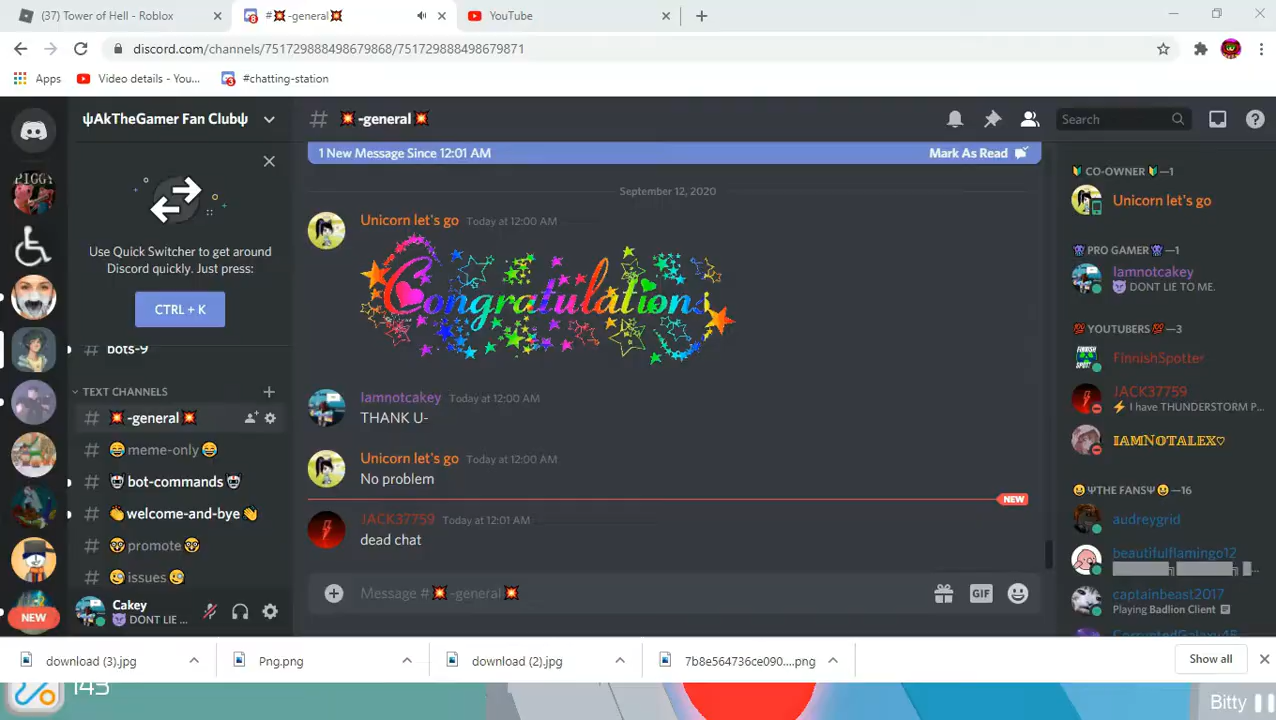 (37) Tower of Hell - Roblox
#💥-general💥
YouTube
discord.com/channels/751729888498679868/751729888498679871
Apps
Video details - You...
#chatting-station
ψAkTheGamer Fan Clubψ
💥-general💥
Search
1 New Message Since 12:01 AM
Mark As Read
Use Quick Switcher to get around
Discord quickly. Just press:
CTRL + K
bots-9
TEXT CHANNELS
💥-general💥
😂meme-only😂
🤡bot-commands🤡
👏welcome-and-bye👋
🤓promote🤓
issues
Cakey
DONT LIE ...
NEW
PIGGY
September 12, 2020
Unicorn let's go Today at 12:00 AM
Congratulations
Iamnotcakey Today at 12:00 AM
THANK U-
Unicorn let's go Today at 12:00 AM
No problem
NEW
JACK37759 Today at 12:01 AM
dead chat
Message #💥-general💥
GIF
🔰CO-OWNER🔰—1
Unicorn let's go
👾PRO GAMER👾—1
Iamnotcakey
😈 DONT LIE TO ME.
💯YOUTUBERS💯—3
FinnishSpotter
JACK37759
⚡ I have THUNDERSTORM P...
IAMNOTALEX♡
😃ΨTHE FANSΨ😃—16
audreygrid
beautifulflamingo12
captainbeast2017
Playing Badlion Client
CorruptedGalaxy45
download (3).jpg
Png.png
download (2).jpg
7b8e564736ce090....png
Show all
143
Bitty